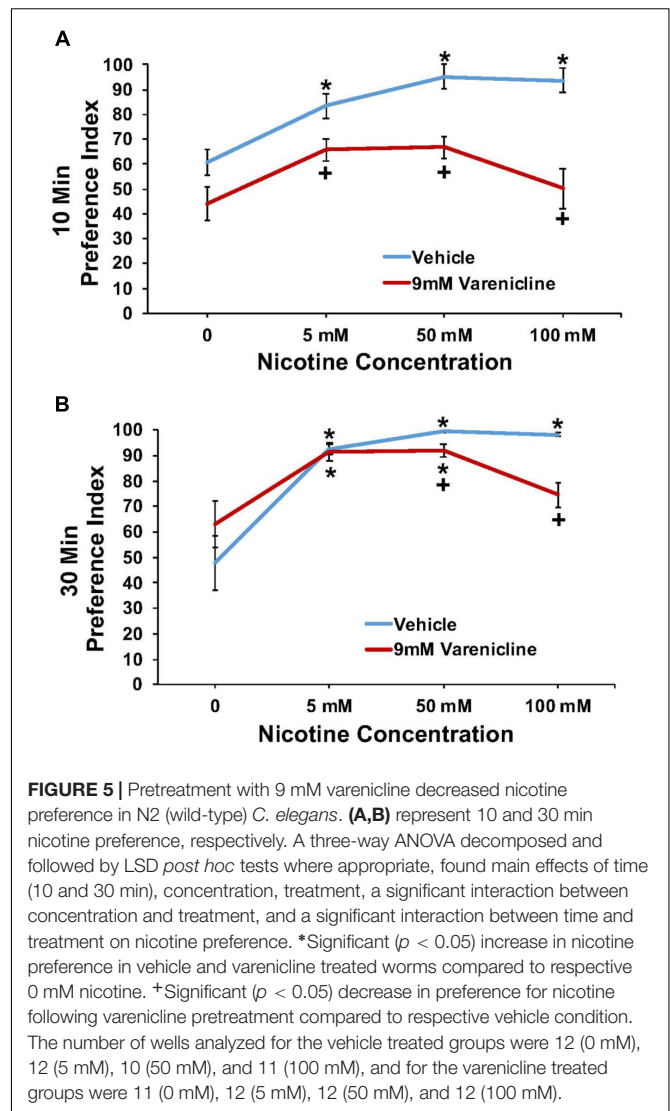 A
100
90
80
70
60
50
40
30
20
10
0
10 Min
Preference Index
* * *
+ + +
Vehicle
9mM Varenicline
0 5 mM 50 mM 100 mM
Nicotine Concentration
B
100
90
80
70
60
50
40
30
20
10
0
30 Min
Preference Index
* * *
* *
+ +
Vehicle
9mM Varenicline
0 5 mM 50 mM 100 mM
Nicotine Concentration
FIGURE 5 | Pretreatment with 9 mM varenicline decreased nicotine
preference in N2 (wild-type) C. elegans. (A,B) represent 10 and 30 min
nicotine preference, respectively. A three-way ANOVA decomposed and
followed by LSD post hoc tests where appropriate, found main effects of time
(10 and 30 min), concentration, treatment, a significant interaction between
concentration and treatment, and a significant interaction between time and
treatment on nicotine preference. *Significant (p < 0.05) increase in nicotine
preference in vehicle and varenicline treated worms compared to respective
0 mM nicotine. +Significant (p < 0.05) decrease in preference for nicotine
following varenicline pretreatment compared to respective vehicle condition.
The number of wells analyzed for the vehicle treated groups were 12 (0 mM),
12 (5 mM), 10 (50 mM), and 11 (100 mM), and for the varenicline treated
groups were 11 (0 mM), 12 (5 mM), 12 (50 mM), and 12 (100 mM).